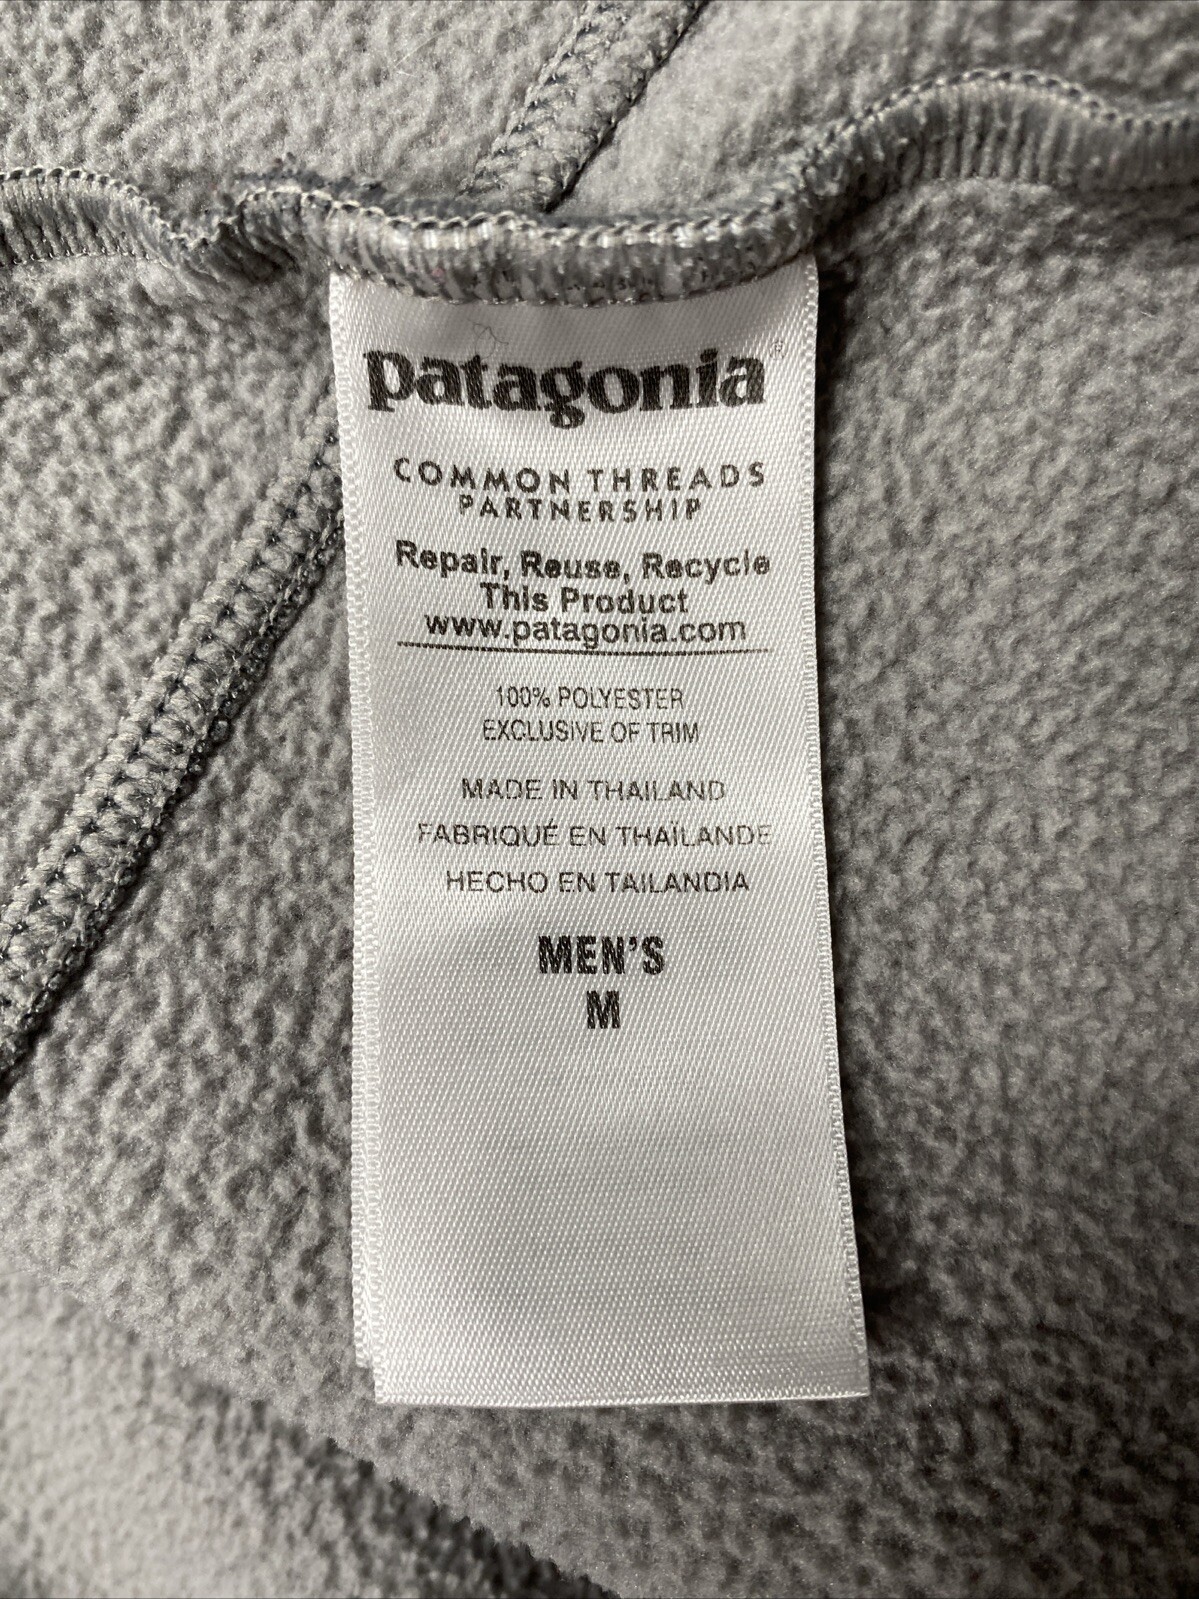 patagonia®
COMMON THREADS
PARTNERSHIP
Repair, Reuse, Recycle
This Product
www.patagonia.com
100% POLYESTER
EXCLUSIVE OF TRIM
MADE IN THAILAND
FABRIQUÉ EN THAÏLANDE
HECHO EN TAILANDIA
MEN'S
M